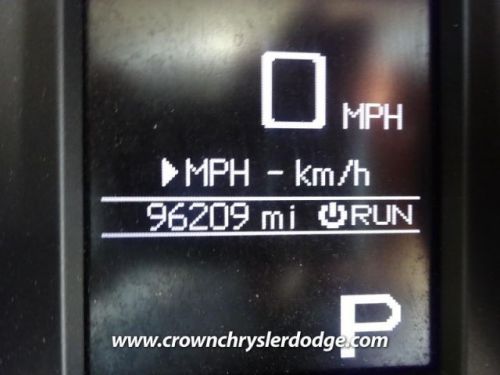 0 MPH
▶MPH - km/h
96209 mi ⏻RUN
P
www.crownchryslerdodge.com